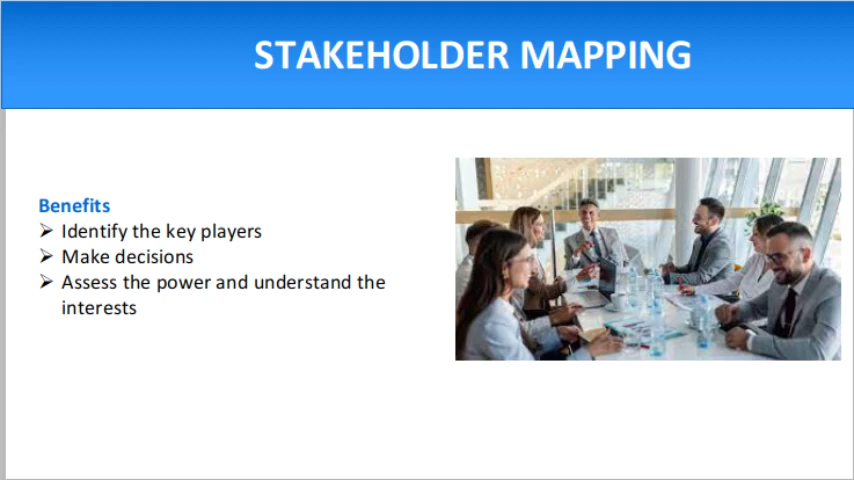 STAKEHOLDER MAPPING
Benefits
➢ Identify the key players
➢ Make decisions
➢ Assess the power and understand the
interests